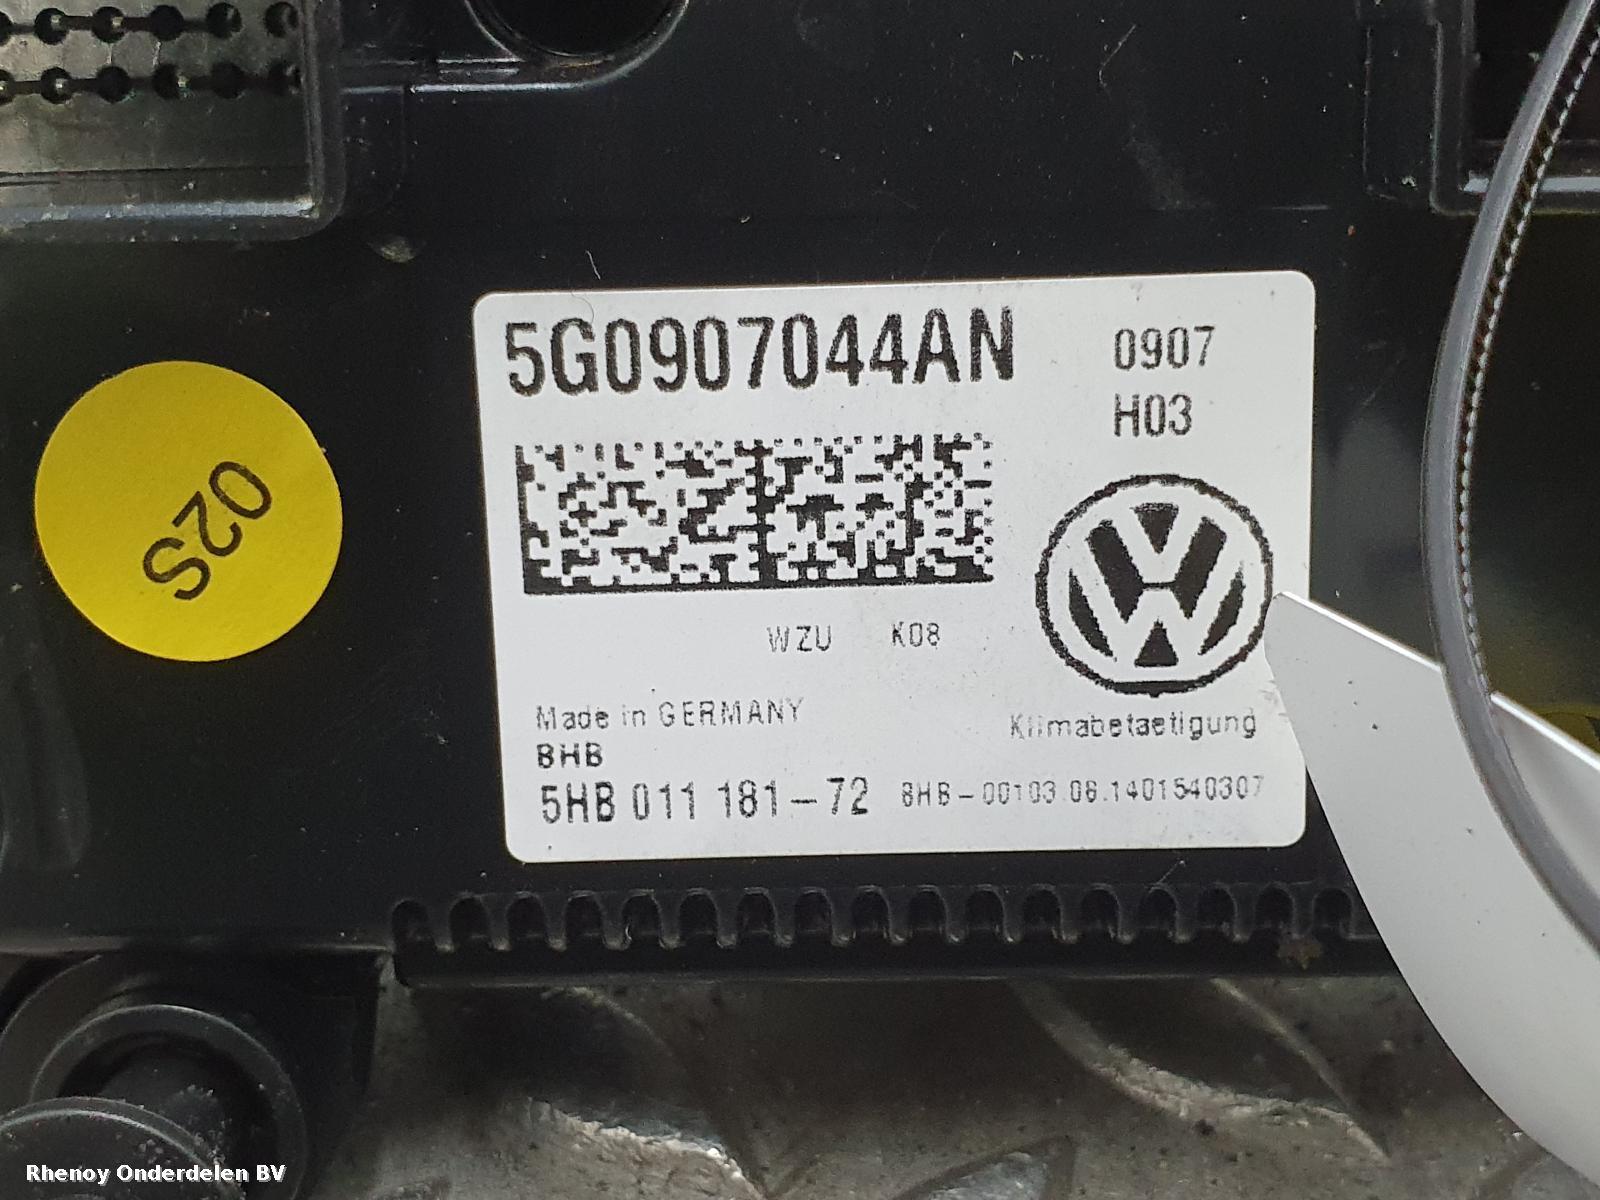 5G0907044AN
0907
H03
02S
WZU K08
Made in GERMANY
Klimabetaetigung
BHB
5HB 011 181-72
BHB-00103.08.1401540307
Rhenoy Onderdelen BV